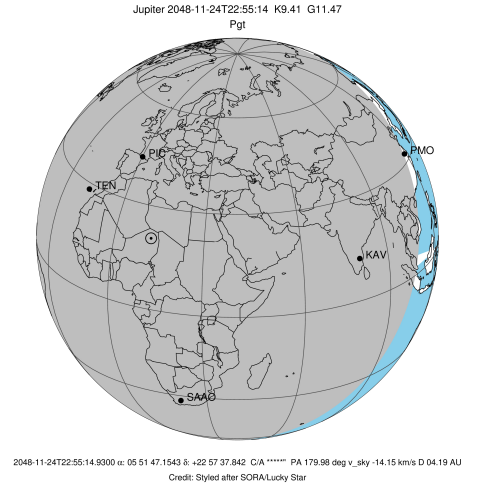 Jupiter 2048-11-24T22:55:14 K9.41 G11.47
Pgt
PIC
PMO
TEN
KAV
SAAO
2048-11-24T22:55:14.9300 α: 05 51 47.1543 δ: +22 57 37.842 C/A *****" PA 179.98 deg v_sky -14.15 km/s D 04.19 AU
Credit: Styled after SORA/Lucky Star